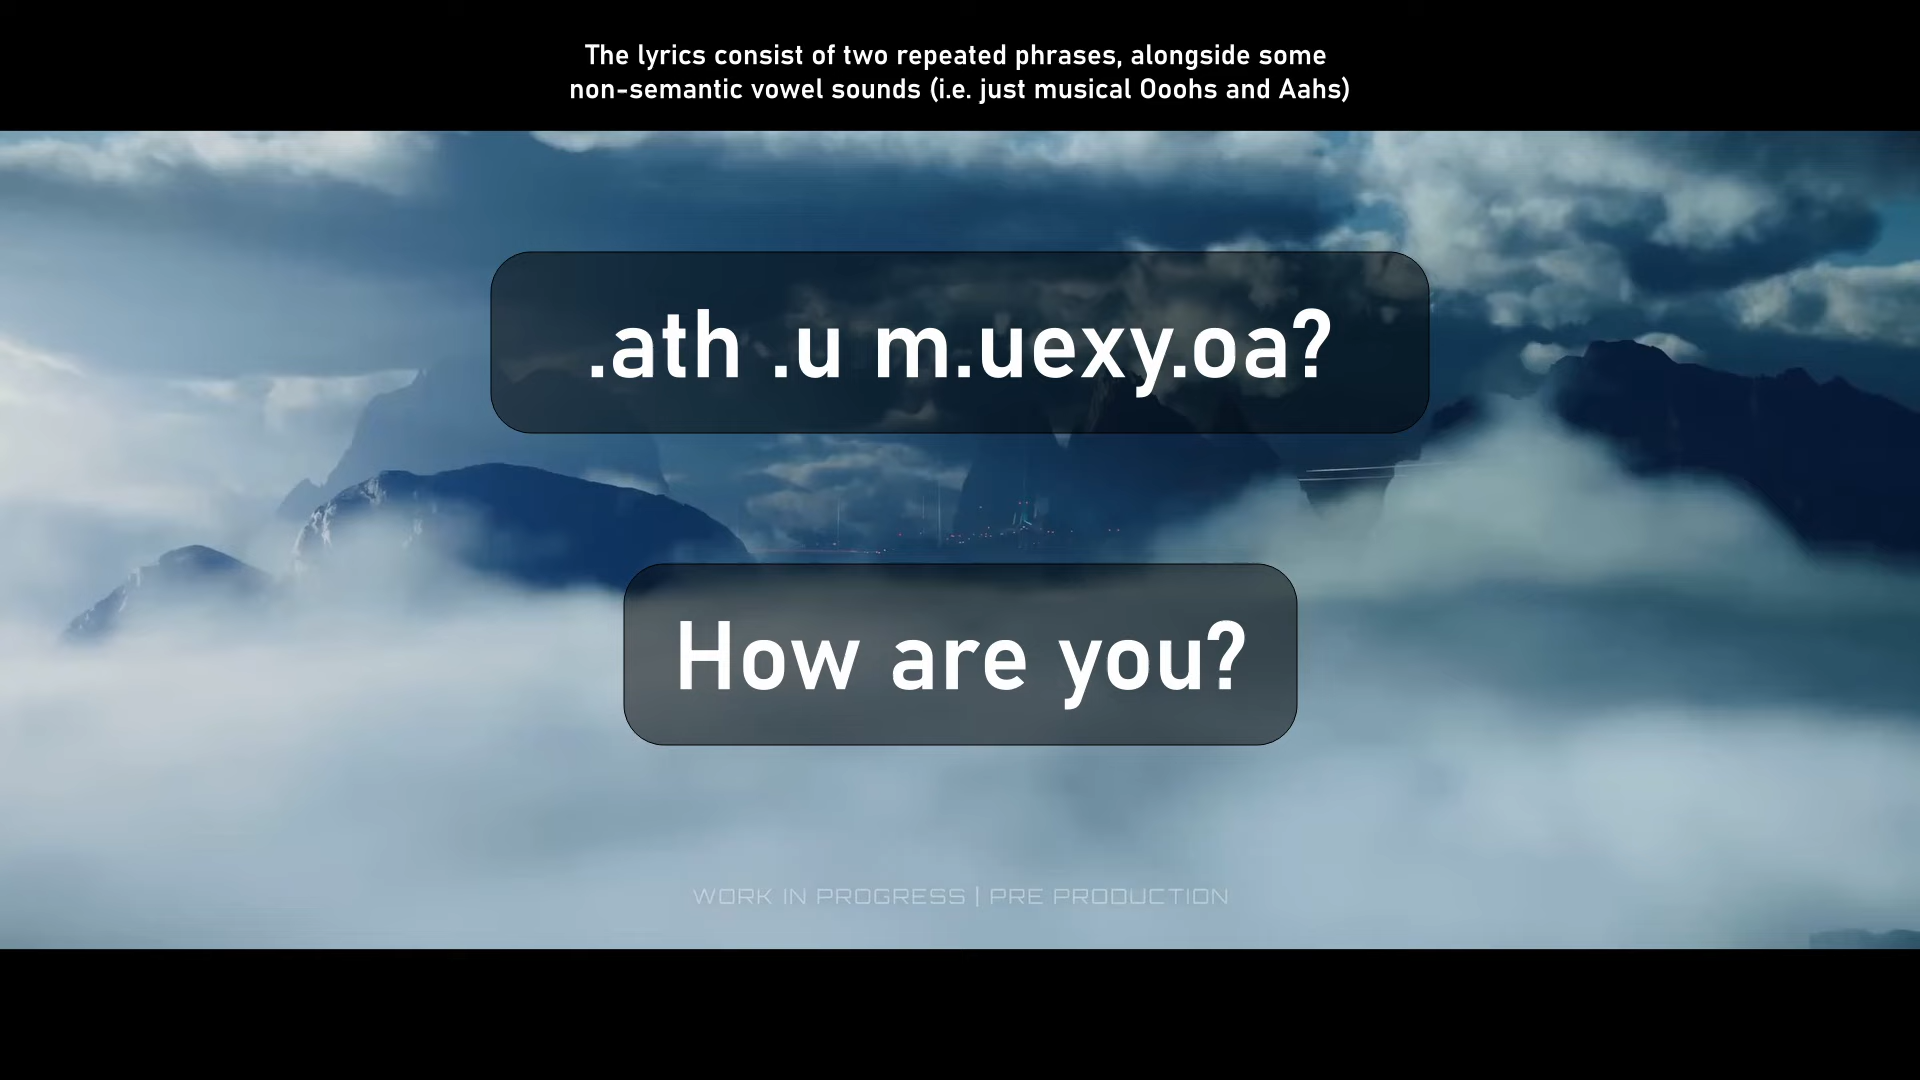 The lyrics consist of two repeated phrases, alongside some
non-semantic vowel sounds (i.e. just musical Ooohs and Aahs)
.ath .u m.uexy.oa?
How are you?
WORK IN PROGRESS | PRE PRODUCTION